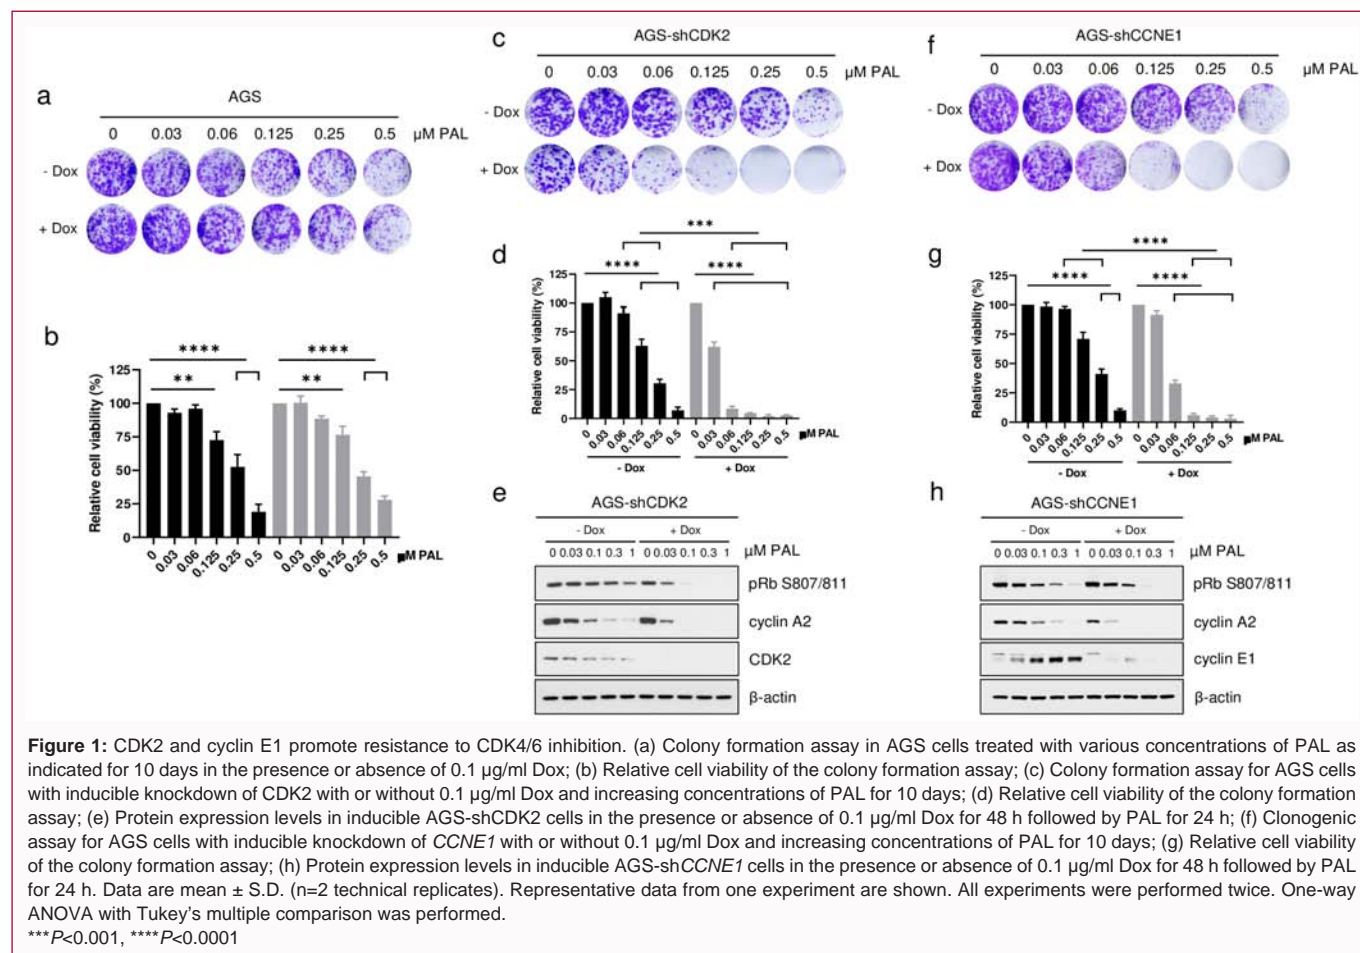 a
AGS
0 0.03 0.06 0.125 0.25 0.5 μM PAL
- Dox
+ Dox
b
Relative cell viability (%)
125
100
75
50
25
0
**** ****
** **
0 0.03 0.06 0.125 0.25 0.5 0 0.03 0.06 0.125 0.25 0.5 M PAL
c
AGS-shCDK2
0 0.03 0.06 0.125 0.25 0.5 μM PAL
- Dox
+ Dox
d
Relative cell viability (%)
125
100
75
50
25
0
***
**** ****
0 0.03 0.06 0.125 0.25 0.5 0 0.03 0.06 0.125 0.25 0.5 M PAL
- Dox + Dox
e
AGS-shCDK2
- Dox + Dox
0 0.03 0.1 0.3 1 0 0.03 0.1 0.3 1 μM PAL
pRb S807/811
cyclin A2
CDK2
β-actin
f
AGS-shCCNE1
0 0.03 0.06 0.125 0.25 0.5 μM PAL
- Dox
+ Dox
g
Relative cell viability (%)
125
100
75
50
25
0
****
**** ****
0 0.03 0.06 0.125 0.25 0.5 0 0.03 0.06 0.125 0.25 0.5 M PAL
- Dox + Dox
h
AGS-shCCNE1
- Dox + Dox
0 0.03 0.1 0.3 1 0 0.03 0.1 0.3 1 μM PAL
pRb S807/811
cyclin A2
cyclin E1
β-actin
Figure 1: CDK2 and cyclin E1 promote resistance to CDK4/6 inhibition. (a) Colony formation assay in AGS cells treated with various concentrations of PAL as
indicated for 10 days in the presence or absence of 0.1 μg/ml Dox; (b) Relative cell viability of the colony formation assay; (c) Colony formation assay for AGS cells
with inducible knockdown of CDK2 with or without 0.1 μg/ml Dox and increasing concentrations of PAL for 10 days; (d) Relative cell viability of the colony formation
assay; (e) Protein expression levels in inducible AGS-shCDK2 cells in the presence or absence of 0.1 μg/ml Dox for 48 h followed by PAL for 24 h; (f) Clonogenic
assay for AGS cells with inducible knockdown of CCNE1 with or without 0.1 μg/ml Dox and increasing concentrations of PAL for 10 days; (g) Relative cell viability
of the colony formation assay; (h) Protein expression levels in inducible AGS-shCCNE1 cells in the presence or absence of 0.1 μg/ml Dox for 48 h followed by PAL
for 24 h. Data are mean ± S.D. (n=2 technical replicates). Representative data from one experiment are shown. All experiments were performed twice. One-way
ANOVA with Tukey's multiple comparison was performed.
***P<0.001, ****P<0.0001